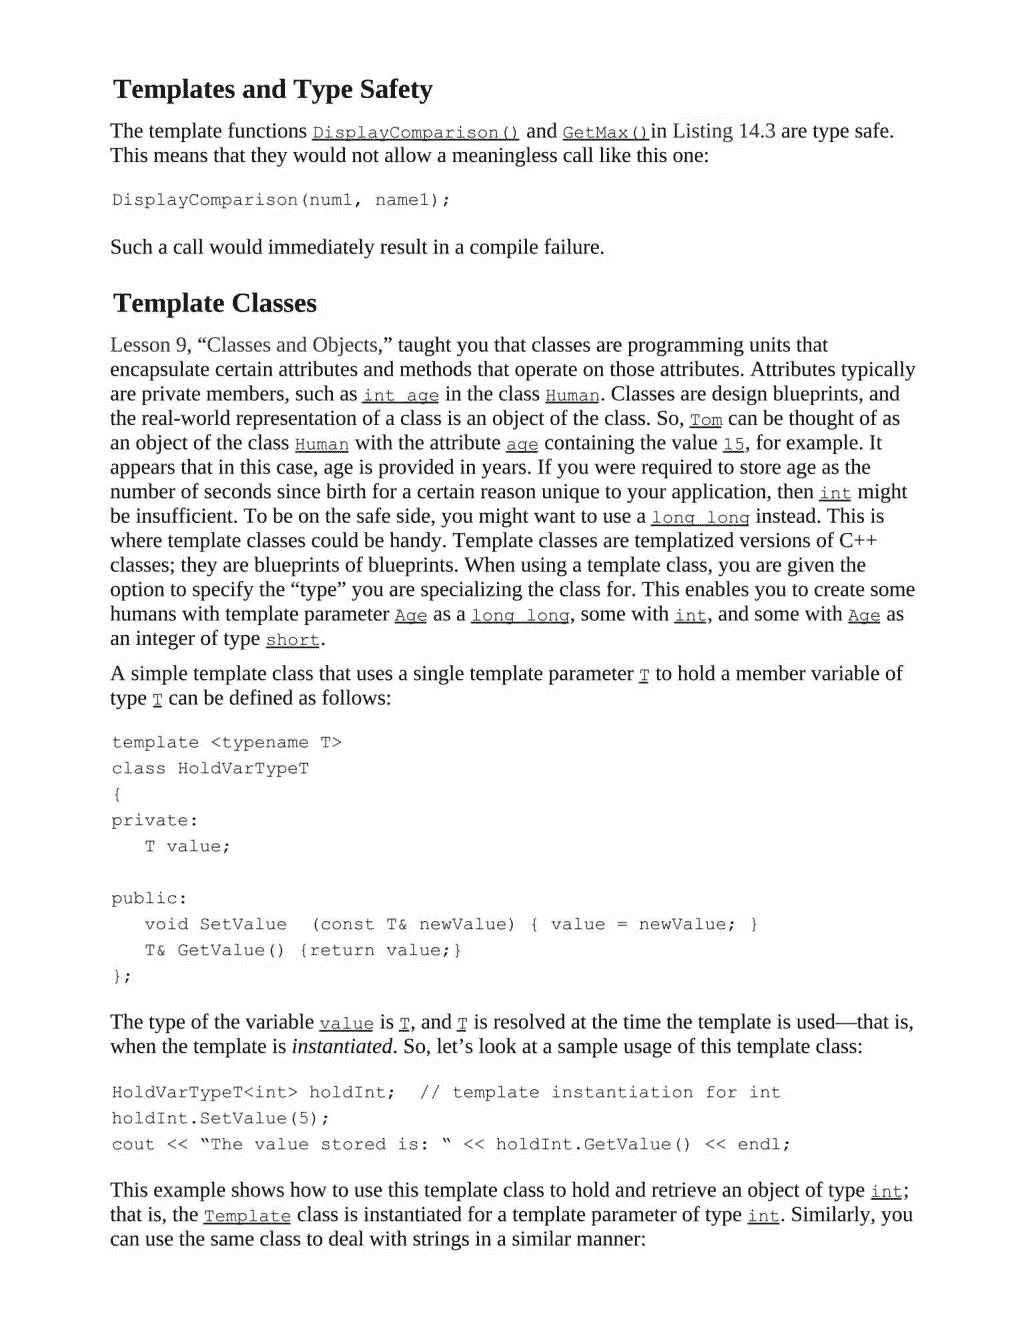 Templates and Type Safety
The template functions DisplayComparison() and GetMax()in Listing 14.3 are type safe.
This means that they would not allow a meaningless call like this one:
DisplayComparison(num1, name1);
Such a call would immediately result in a compile failure.
Template Classes
Lesson 9, “Classes and Objects,” taught you that classes are programming units that
encapsulate certain attributes and methods that operate on those attributes. Attributes typically
are private members, such as int age in the class Human. Classes are design blueprints, and
the real-world representation of a class is an object of the class. So, Tom can be thought of as
an object of the class Human with the attribute age containing the value 15, for example. It
appears that in this case, age is provided in years. If you were required to store age as the
number of seconds since birth for a certain reason unique to your application, then int might
be insufficient. To be on the safe side, you might want to use a long long instead. This is
where template classes could be handy. Template classes are templatized versions of C++
classes; they are blueprints of blueprints. When using a template class, you are given the
option to specify the “type” you are specializing the class for. This enables you to create some
humans with template parameter Age as a long long, some with int, and some with Age as
an integer of type short.
A simple template class that uses a single template parameter T to hold a member variable of
type T can be defined as follows:
template <typename T>
class HoldVarTypeT
{
private:
   T value;
public:
   void SetValue  (const T& newValue) { value = newValue; }
   T& GetValue() {return value;}
};
The type of the variable value is T, and T is resolved at the time the template is used—that is,
when the template is instantiated. So, let’s look at a sample usage of this template class:
HoldVarTypeT<int> holdInt;  // template instantiation for int
holdInt.SetValue(5);
cout << “The value stored is: “ << holdInt.GetValue() << endl;
This example shows how to use this template class to hold and retrieve an object of type int;
that is, the Template class is instantiated for a template parameter of type int. Similarly, you
can use the same class to deal with strings in a similar manner: